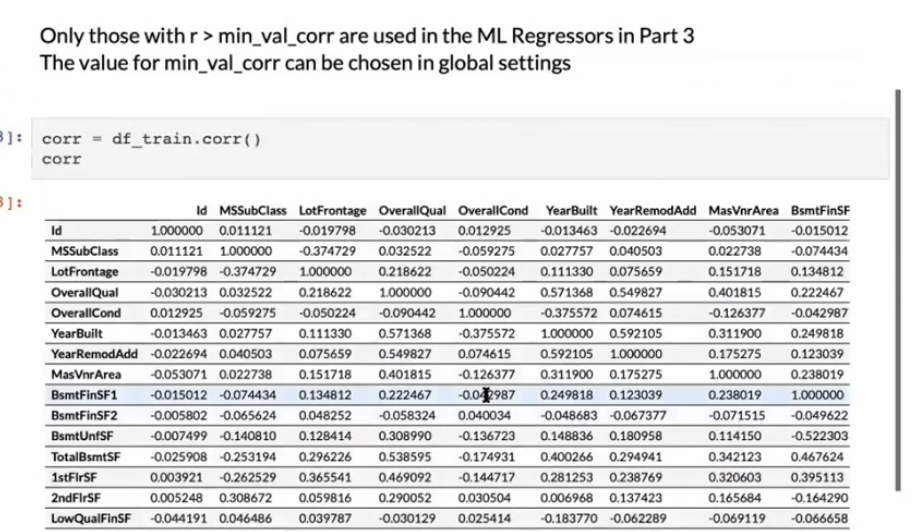 Only those with r > min_val_corr are used in the ML Regressors in Part 3
The value for min_val_corr can be chosen in global settings
3]: corr = df_train.corr()
corr
3]:
Id MSSubClass LotFrontage OverallQual OverallCond YearBuilt YearRemodAdd MasVnrArea BsmtFinSF
Id 1.000000 0.011121 -0.019798 -0.030213 0.012925 -0.013463 -0.022694 -0.053071 -0.015012
MSSubClass 0.011121 1.000000 -0.374729 0.032522 -0.059275 0.027757 0.040503 0.022738 -0.074434
LotFrontage -0.019798 -0.374729 1.000000 0.218622 -0.050224 0.111330 0.075659 0.151718 0.134812
OverallQual -0.030213 0.032522 0.218622 1.000000 -0.090442 0.571368 0.549827 0.401815 0.222467
OverallCond 0.012925 -0.059275 -0.050224 -0.090442 1.000000 -0.375572 0.074615 -0.126377 -0.042987
YearBuilt -0.013463 0.027757 0.111330 0.571368 -0.375572 1.000000 0.592105 0.311900 0.249818
YearRemodAdd -0.022694 0.040503 0.075659 0.549827 0.074615 0.592105 1.000000 0.175275 0.123039
MasVnrArea -0.053071 0.022738 0.151718 0.401815 -0.126377 0.311900 0.175275 1.000000 0.238019
BsmtFinSF1 -0.015012 -0.074434 0.134812 0.222467 -0.042987 0.249818 0.123039 0.238019 1.000000
BsmtFinSF2 -0.005802 -0.065624 0.048252 -0.058324 0.040034 -0.048683 -0.067377 -0.071515 -0.049622
BsmtUnfSF -0.007499 -0.140810 0.128414 0.308990 -0.136723 0.148836 0.180958 0.114150 -0.522303
TotalBsmtSF -0.025908 -0.253194 0.296226 0.538595 -0.174931 0.400266 0.294941 0.342123 0.467624
1stFlrSF 0.003921 -0.262529 0.365541 0.469092 -0.144717 0.281253 0.238769 0.320603 0.395113
2ndFlrSF 0.005248 0.308672 0.059816 0.290052 0.030504 0.006968 0.137423 0.165684 -0.164290
LowQualFinSF -0.044191 0.046486 0.039787 -0.030129 0.025414 -0.183770 -0.062289 -0.069119 -0.066658